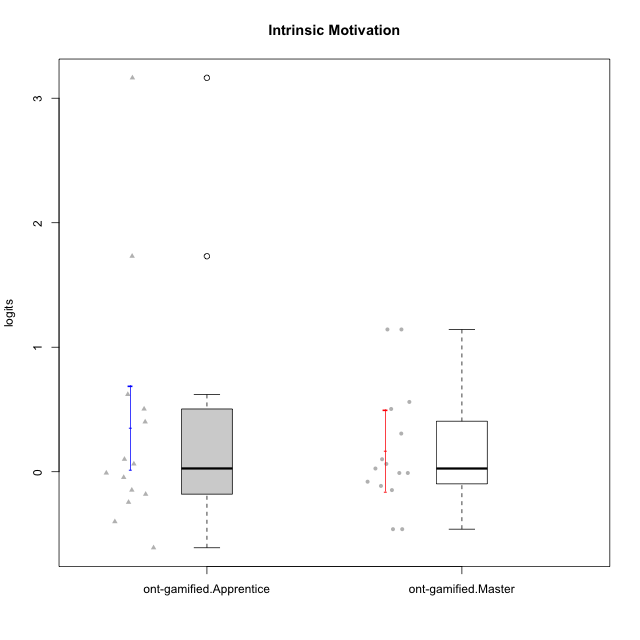 Intrinsic Motivation
logits
3
2
1
0
ont-gamified.Apprentice
ont-gamified.Master